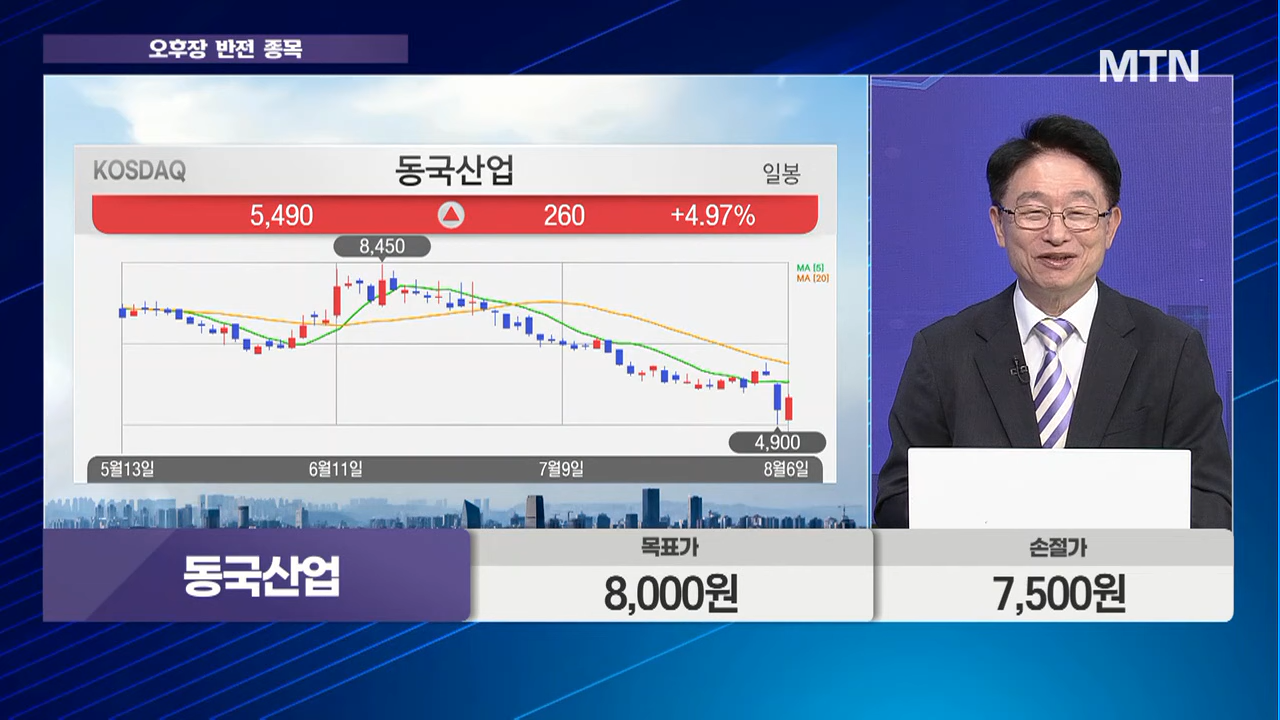 오후장 반전 종목
MTN
KOSDAQ 동국산업 일봉
5,490 260 +4.97%
8,450
MA [5]
MA [20]
4,900
5월13일 6월11일 7월9일 8월6일
동국산업
목표가
8,000원
손절가
7,500원